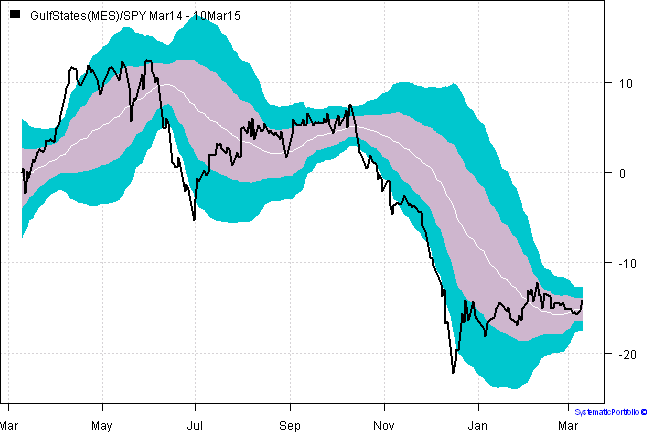 GulfStates(MES)/SPY Mar14 - 10Mar15
10
0
-10
-20
Mar May Jul Sep Nov Jan Mar
SystematicPortfolio ©